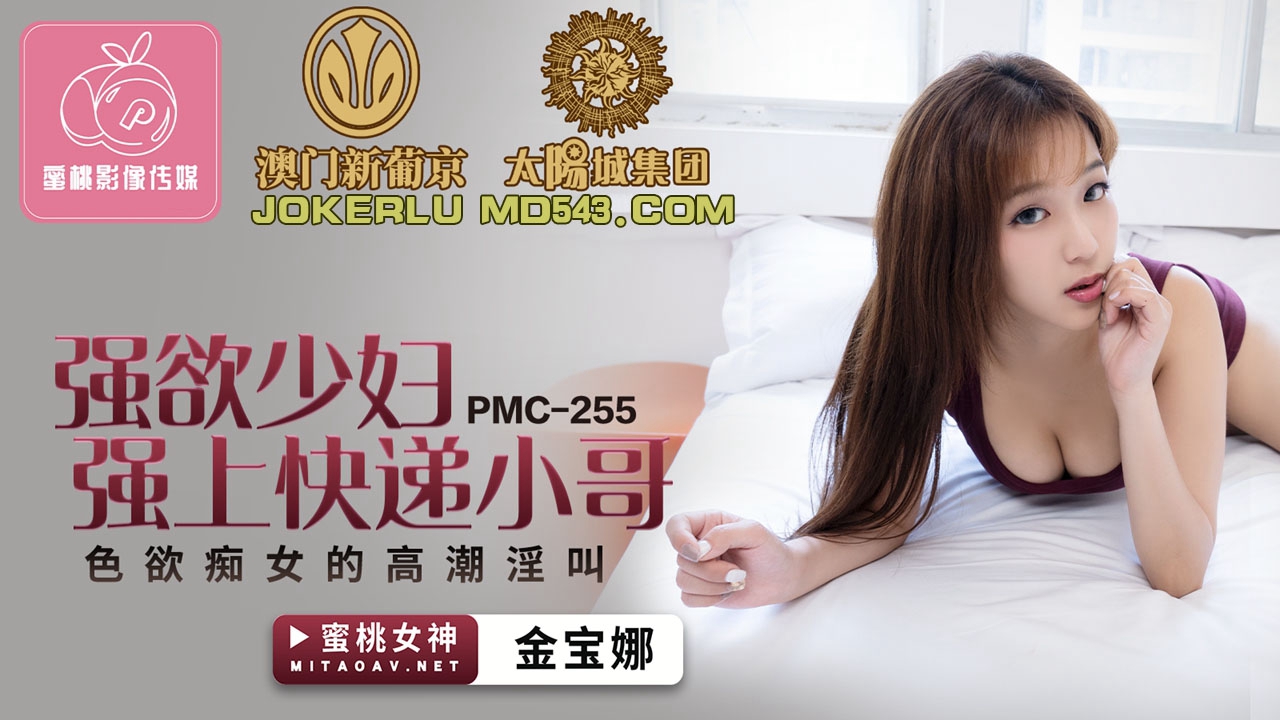 蜜桃影像传媒
澳门新葡京
太陽城集团
JOKERLU MD543.COM
强欲少妇
PMC-255
强上快递小哥
色欲痴女的高潮淫叫
蜜桃女神
MITAOAV.NET
金宝娜